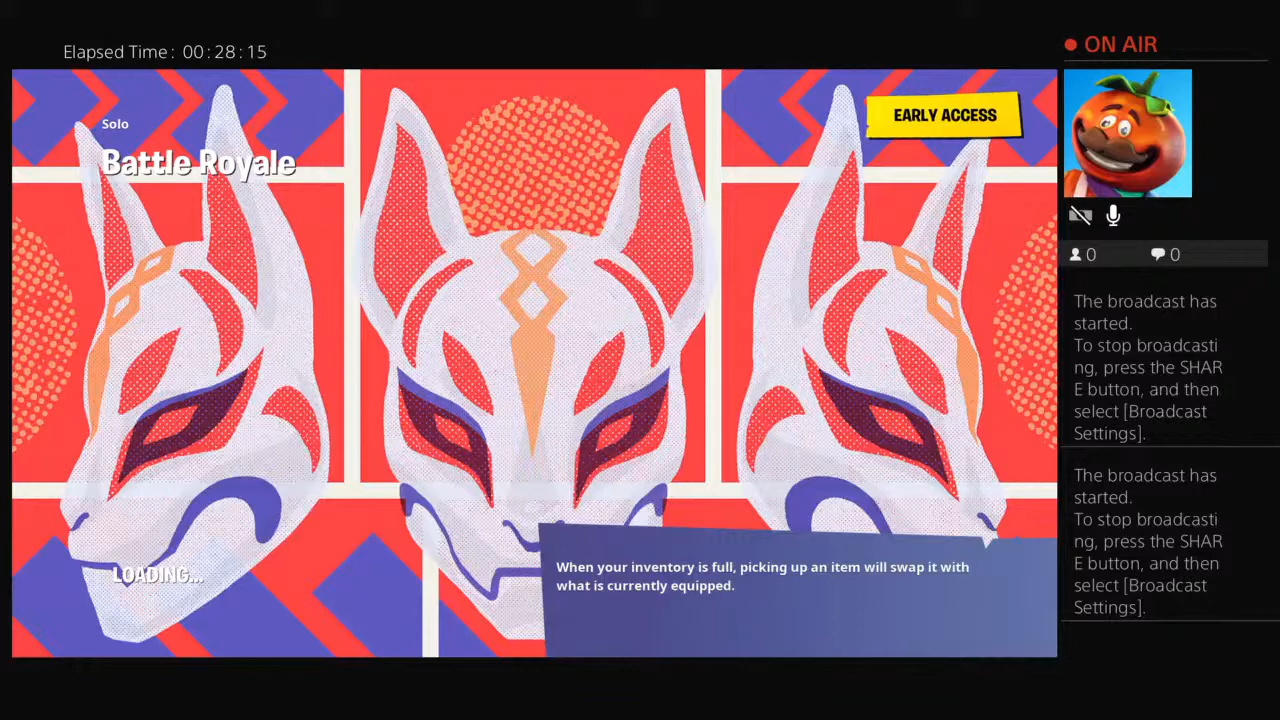 Elapsed Time: 00:28:15
ON AIR
Solo
Battle Royale
EARLY ACCESS
0
0
The broadcast has
started.
To stop broadcasti
ng, press the SHAR
E button, and then
select [Broadcast
Settings].
The broadcast has
started.
To stop broadcasti
ng, press the SHAR
E button, and then
select [Broadcast
Settings].
LOADING...
When your inventory is full, picking up an item will swap it with
what is currently equipped.